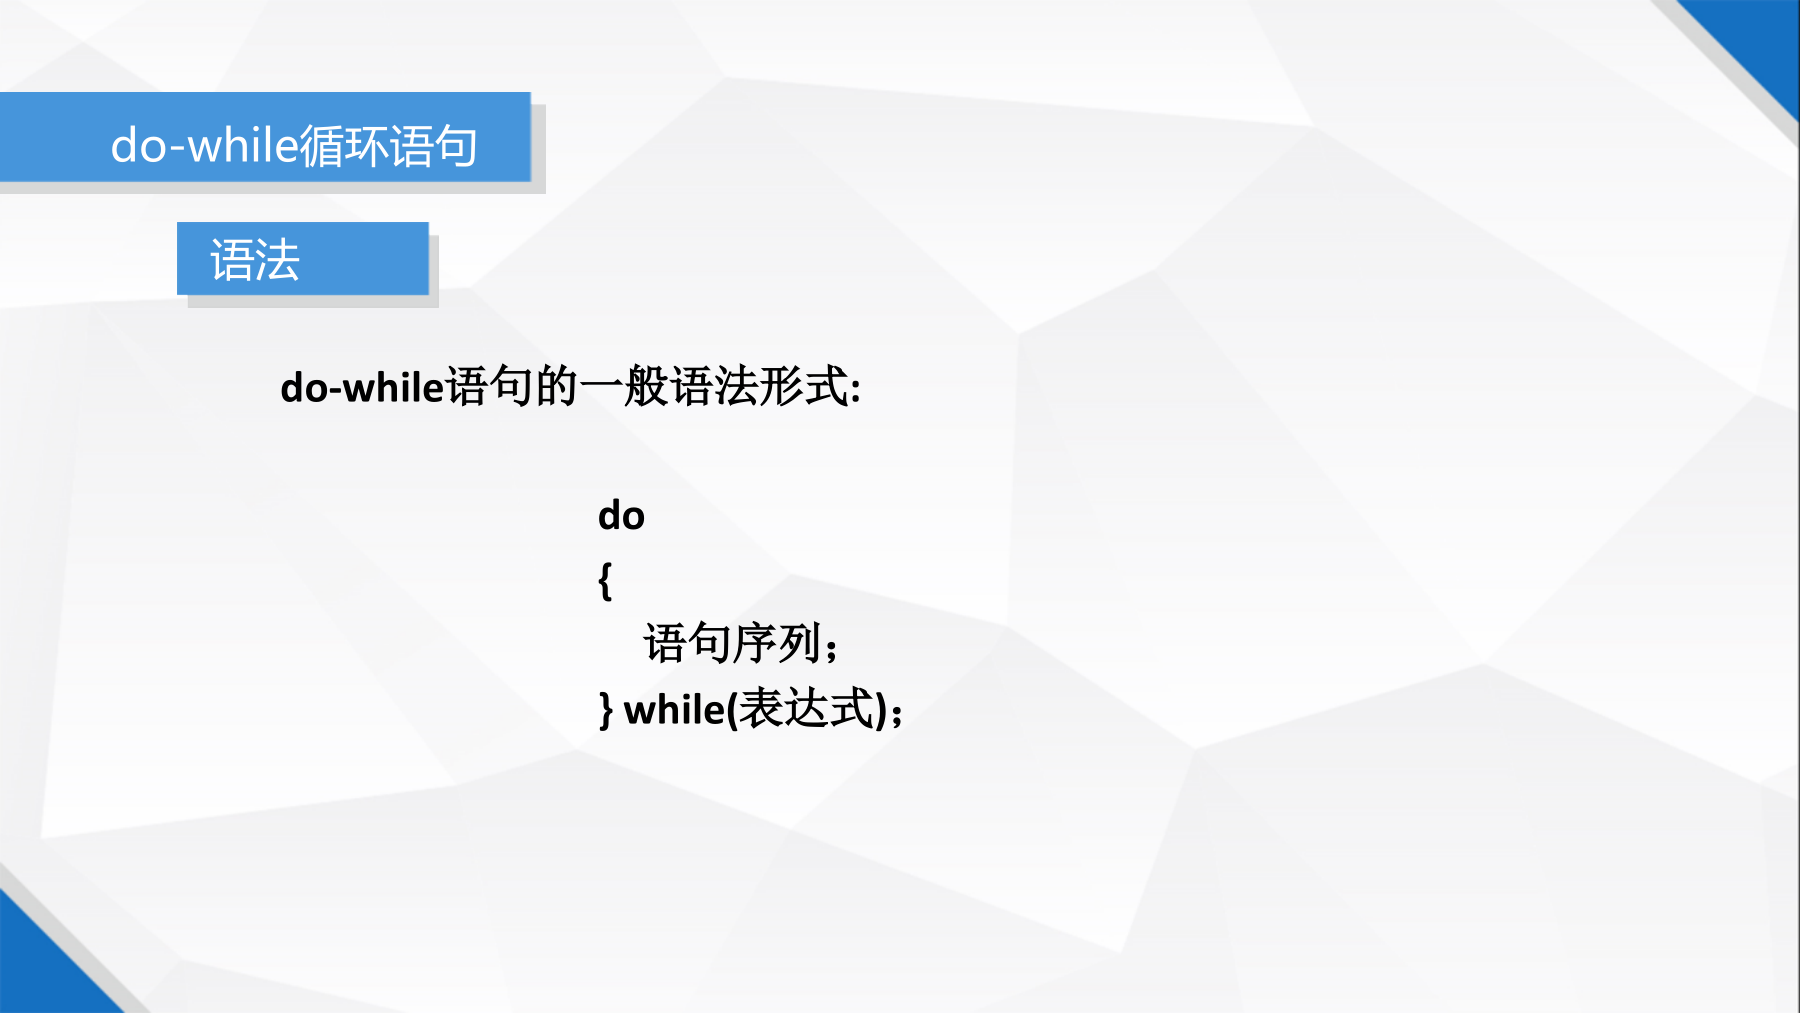 do-while循环语句
语法
do-while语句的一般语法形式:
do
{
语句序列；
} while(表达式)；